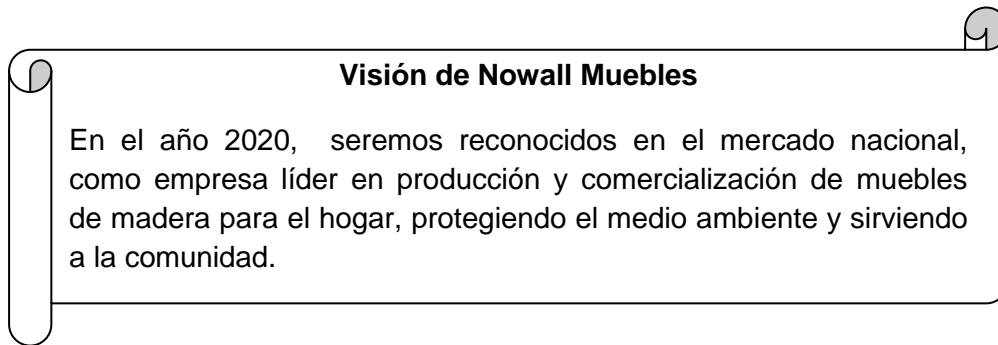 Visión de Nowall Muebles
En el año 2020,  seremos reconocidos en el mercado nacional,
como empresa líder en producción y comercialización de muebles
de madera para el hogar, protegiendo el medio ambiente y sirviendo
a la comunidad.